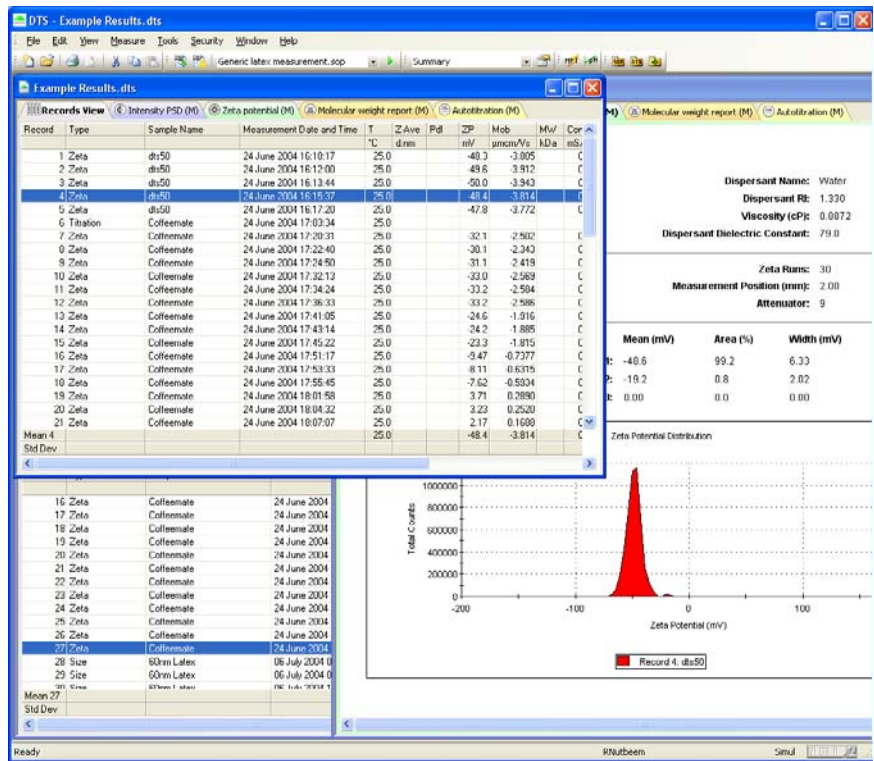 DTS - Example Results.dts
File Edit View Measure Tools Security Window Help
Generic latex measurement.sop Summary
Example Results.dts
Records View Intensity PSD (M) Zeta potential (M) Molecular weight report (M) Autotitration (M)
Record Type Sample Name Measurement Date and Time T Z-Ave PdI ZP Mob MW Cor
°C d.nm mV µmcm/Vs kDa mS/
1 Zeta dts50 24 June 2004 16:10:17 25.0 -48.3 -3.805
2 Zeta dts50 24 June 2004 16:12:00 25.0 -49.6 -3.912
3 Zeta dts50 24 June 2004 16:13:44 25.0 -50.0 -3.943
4 Zeta dts50 24 June 2004 16:15:37 25.0 -48.4 -3.814
5 Zeta dts50 24 June 2004 16:17:20 25.0 -47.8 -3.772
6 Titration Coffeemate 24 June 2004 17:03:34 25.0
7 Zeta Coffeemate 24 June 2004 17:20:31 25.0 -32.1 -2.502
8 Zeta Coffeemate 24 June 2004 17:22:40 25.0 -30.1 -2.343
9 Zeta Coffeemate 24 June 2004 17:24:50 25.0 -31.1 -2.419
10 Zeta Coffeemate 24 June 2004 17:32:13 25.0 -33.0 -2.569
11 Zeta Coffeemate 24 June 2004 17:34:24 25.0 -33.2 -2.584
12 Zeta Coffeemate 24 June 2004 17:36:33 25.0 -33.2 -2.586
13 Zeta Coffeemate 24 June 2004 17:41:05 25.0 -24.6 -1.916
14 Zeta Coffeemate 24 June 2004 17:43:14 25.0 -24.2 -1.885
15 Zeta Coffeemate 24 June 2004 17:45:22 25.0 -23.3 -1.815
16 Zeta Coffeemate 24 June 2004 17:51:17 25.0 -9.47 -0.7377
17 Zeta Coffeemate 24 June 2004 17:53:33 25.0 -8.11 -0.6315
18 Zeta Coffeemate 24 June 2004 17:55:45 25.0 -7.62 -0.5934
19 Zeta Coffeemate 24 June 2004 18:01:58 25.0 3.71 0.2890
20 Zeta Coffeemate 24 June 2004 18:04:32 25.0 3.23 0.2520
21 Zeta Coffeemate 24 June 2004 18:07:07 25.0 2.17 0.1688
Mean 4 25.0 -48.4 -3.814
Std Dev
M) Molecular weight report (M) Autotitration (M)
Dispersant Name: Water
Dispersant RI: 1.330
Viscosity (cP): 0.8872
Dispersant Dielectric Constant: 79.0
Zeta Runs: 30
Measurement Position (mm): 2.00
Attenuator: 9
Mean (mV) Area (%) Width (mV)
1: -48.6 99.2 6.33
2: -19.2 0.8 2.02
3: 0.00 0.0 0.00
Zeta Potential Distribution
Total Counts
1000000
800000
600000
400000
200000
0
-200 -100 0 100
Zeta Potential (mV)
Record 4: dts50
16 Zeta Coffeemate 24 June 2004
17 Zeta Coffeemate 24 June 2004
18 Zeta Coffeemate 24 June 2004
19 Zeta Coffeemate 24 June 2004
20 Zeta Coffeemate 24 June 2004
21 Zeta Coffeemate 24 June 2004
22 Zeta Coffeemate 24 June 2004
23 Zeta Coffeemate 24 June 2004
24 Zeta Coffeemate 24 June 2004
25 Zeta Coffeemate 24 June 2004
26 Zeta Coffeemate 24 June 2004
27 Zeta Coffeemate 24 June 2004
28 Size 60nm Latex 06 July 2004 0
29 Size 60nm Latex 06 July 2004 0
30 Size 60nm Latex 06 July 2004 1
Mean 27
Std Dev
Ready RNutbeem Simul